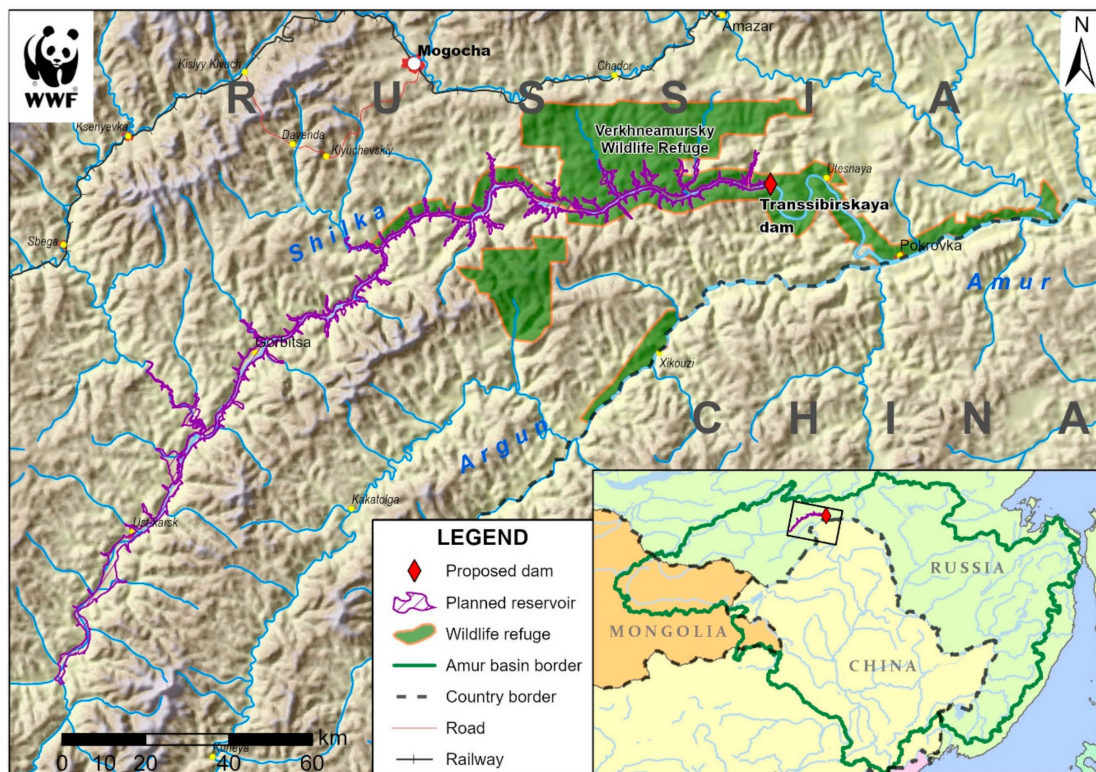 WWF
Amazar
N
Mogocha
Kislyy Klyuch
Chador
R U S S I A
Ksenyevka
Verkhneamursky
Wildlife Refuge
Davenda
Klyuchevskiy
Utesnaya
Transsibirskaya
dam
Shilka
Sbega
Pokrovka
Amur
Gorbitsa
Xikouzi
C H I N A
Argun
Kakatolga
Ust-Karsk
LEGEND
Proposed dam
Planned reservoir
Wildlife refuge
Amur basin border
Country border
Road
Railway
RUSSIA
MONGOLIA
CHINA
km
0 20 40 60